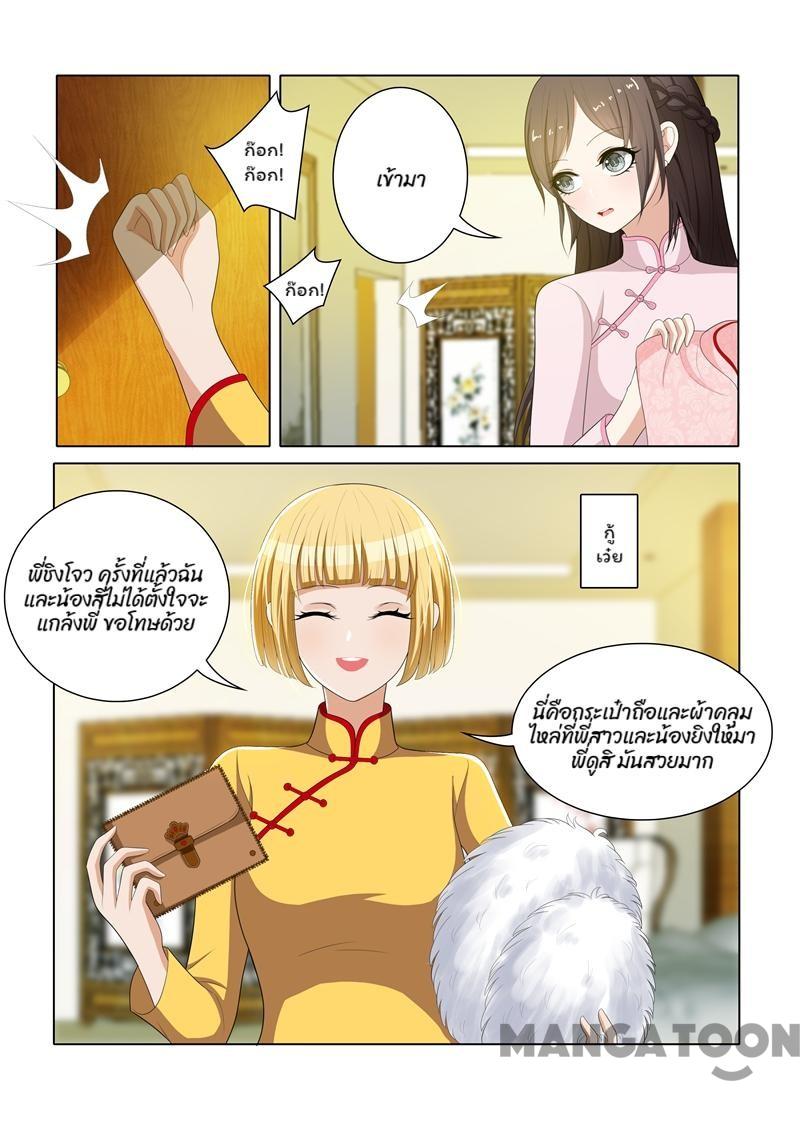 ก๊อก!
ก๊อก!
เข้ามา
ก๊อก!
กู้
เว๋ย
พี่ชิงโจว ครั้งที่แล้วฉัน
และน้องสี่ไม่ได้ตั้งใจจะ
แกล้งพี่ ขอโทษด้วย
นี่คือกระเป๋าถือและผ้าคลุม
ไหล่ที่พี่สาวและน้องยิงให้มา
พี่ดูสิ มันสวยมาก
MANGATOON